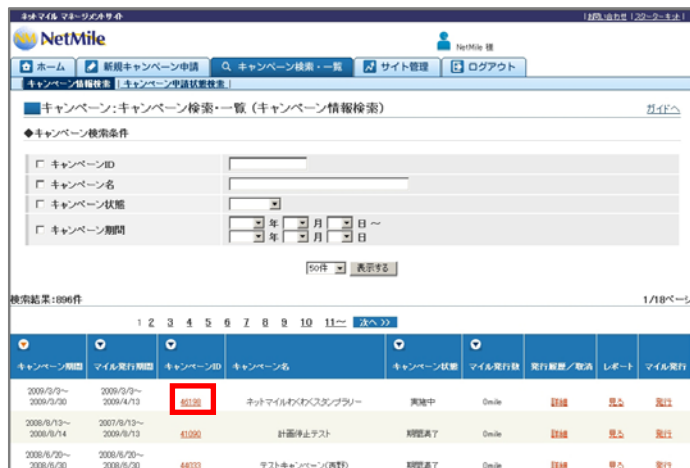 ネットマイル マネージメントサイト
お問い合わせ | スターターキット
NetMile
NetMile 様
ホーム 新規キャンペーン申請 キャンペーン検索・一覧 サイト管理 ログアウト
キャンペーン情報検索 | キャンペーン申請状態検索 |
キャンペーン:キャンペーン検索・一覧 (キャンペーン情報検索)
ガイドへ
◆キャンペーン検索条件
キャンペーンID
キャンペーン名
キャンペーン状態
キャンペーン期間
年 月 日 ~
年 月 日
50件 表示する
検索結果:896件
1/18ページ
1 2 3 4 5 6 7 8 9 10 11~ 次へ >>
キャンペーン期間 マイル発行期間 キャンペーンID キャンペーン名 キャンペーン状態 マイル発行数 発行履歴/取消 レポート マイル発行
2009/3/3~ 2009/3/3~
2009/3/30 2009/4/13 46198 ネットマイルわくわくスタンプラリー 実施中 0mile 詳細 見る 発行
2008/8/13~ 2007/8/13~
2008/8/14 2009/8/13 41090 計画停止テスト 期間満了 0mile 詳細 見る 発行
2008/6/20~ 2008/6/20~
2008/6/30 2008/6/30 44033 テストキャンペーン(西野) 期間満了 0mile 詳細 見る 発行